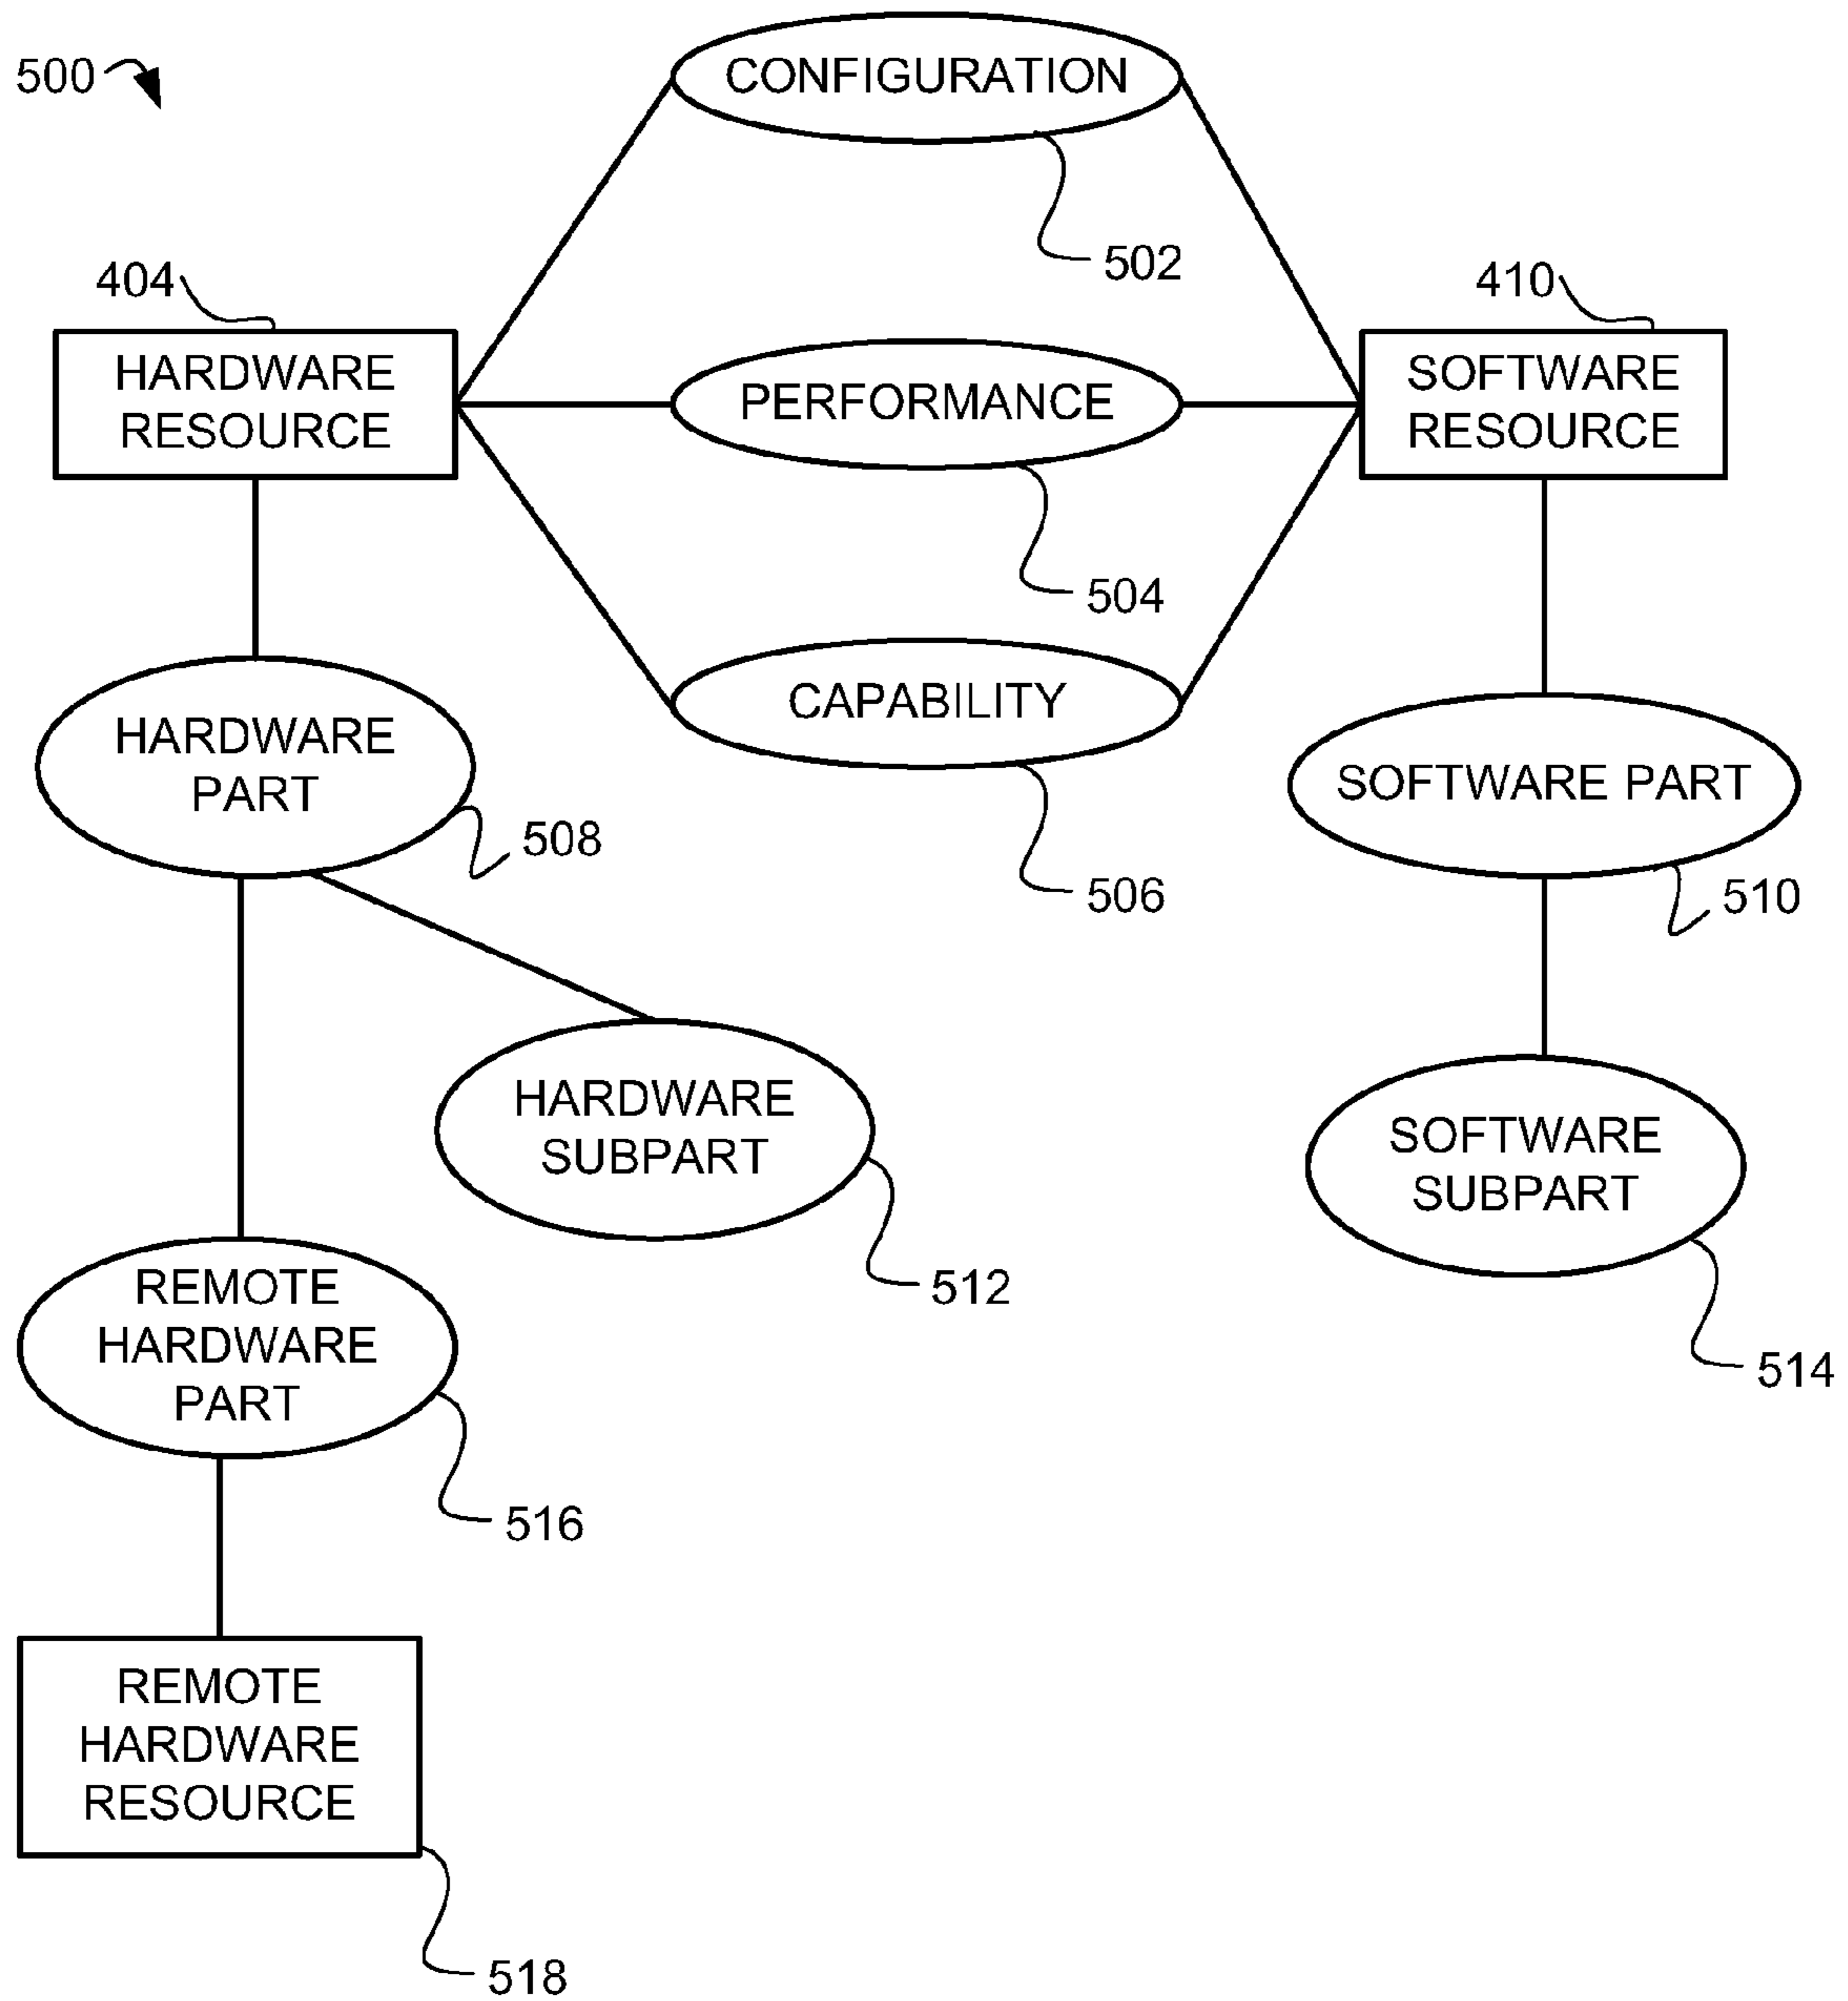 500
CONFIGURATION
502
404
410
HARDWARE
RESOURCE
PERFORMANCE
SOFTWARE
RESOURCE
504
CAPABILITY
HARDWARE
PART
SOFTWARE PART
508
506
510
HARDWARE
SUBPART
SOFTWARE
SUBPART
512
REMOTE
HARDWARE
PART
514
516
REMOTE
HARDWARE
RESOURCE
518